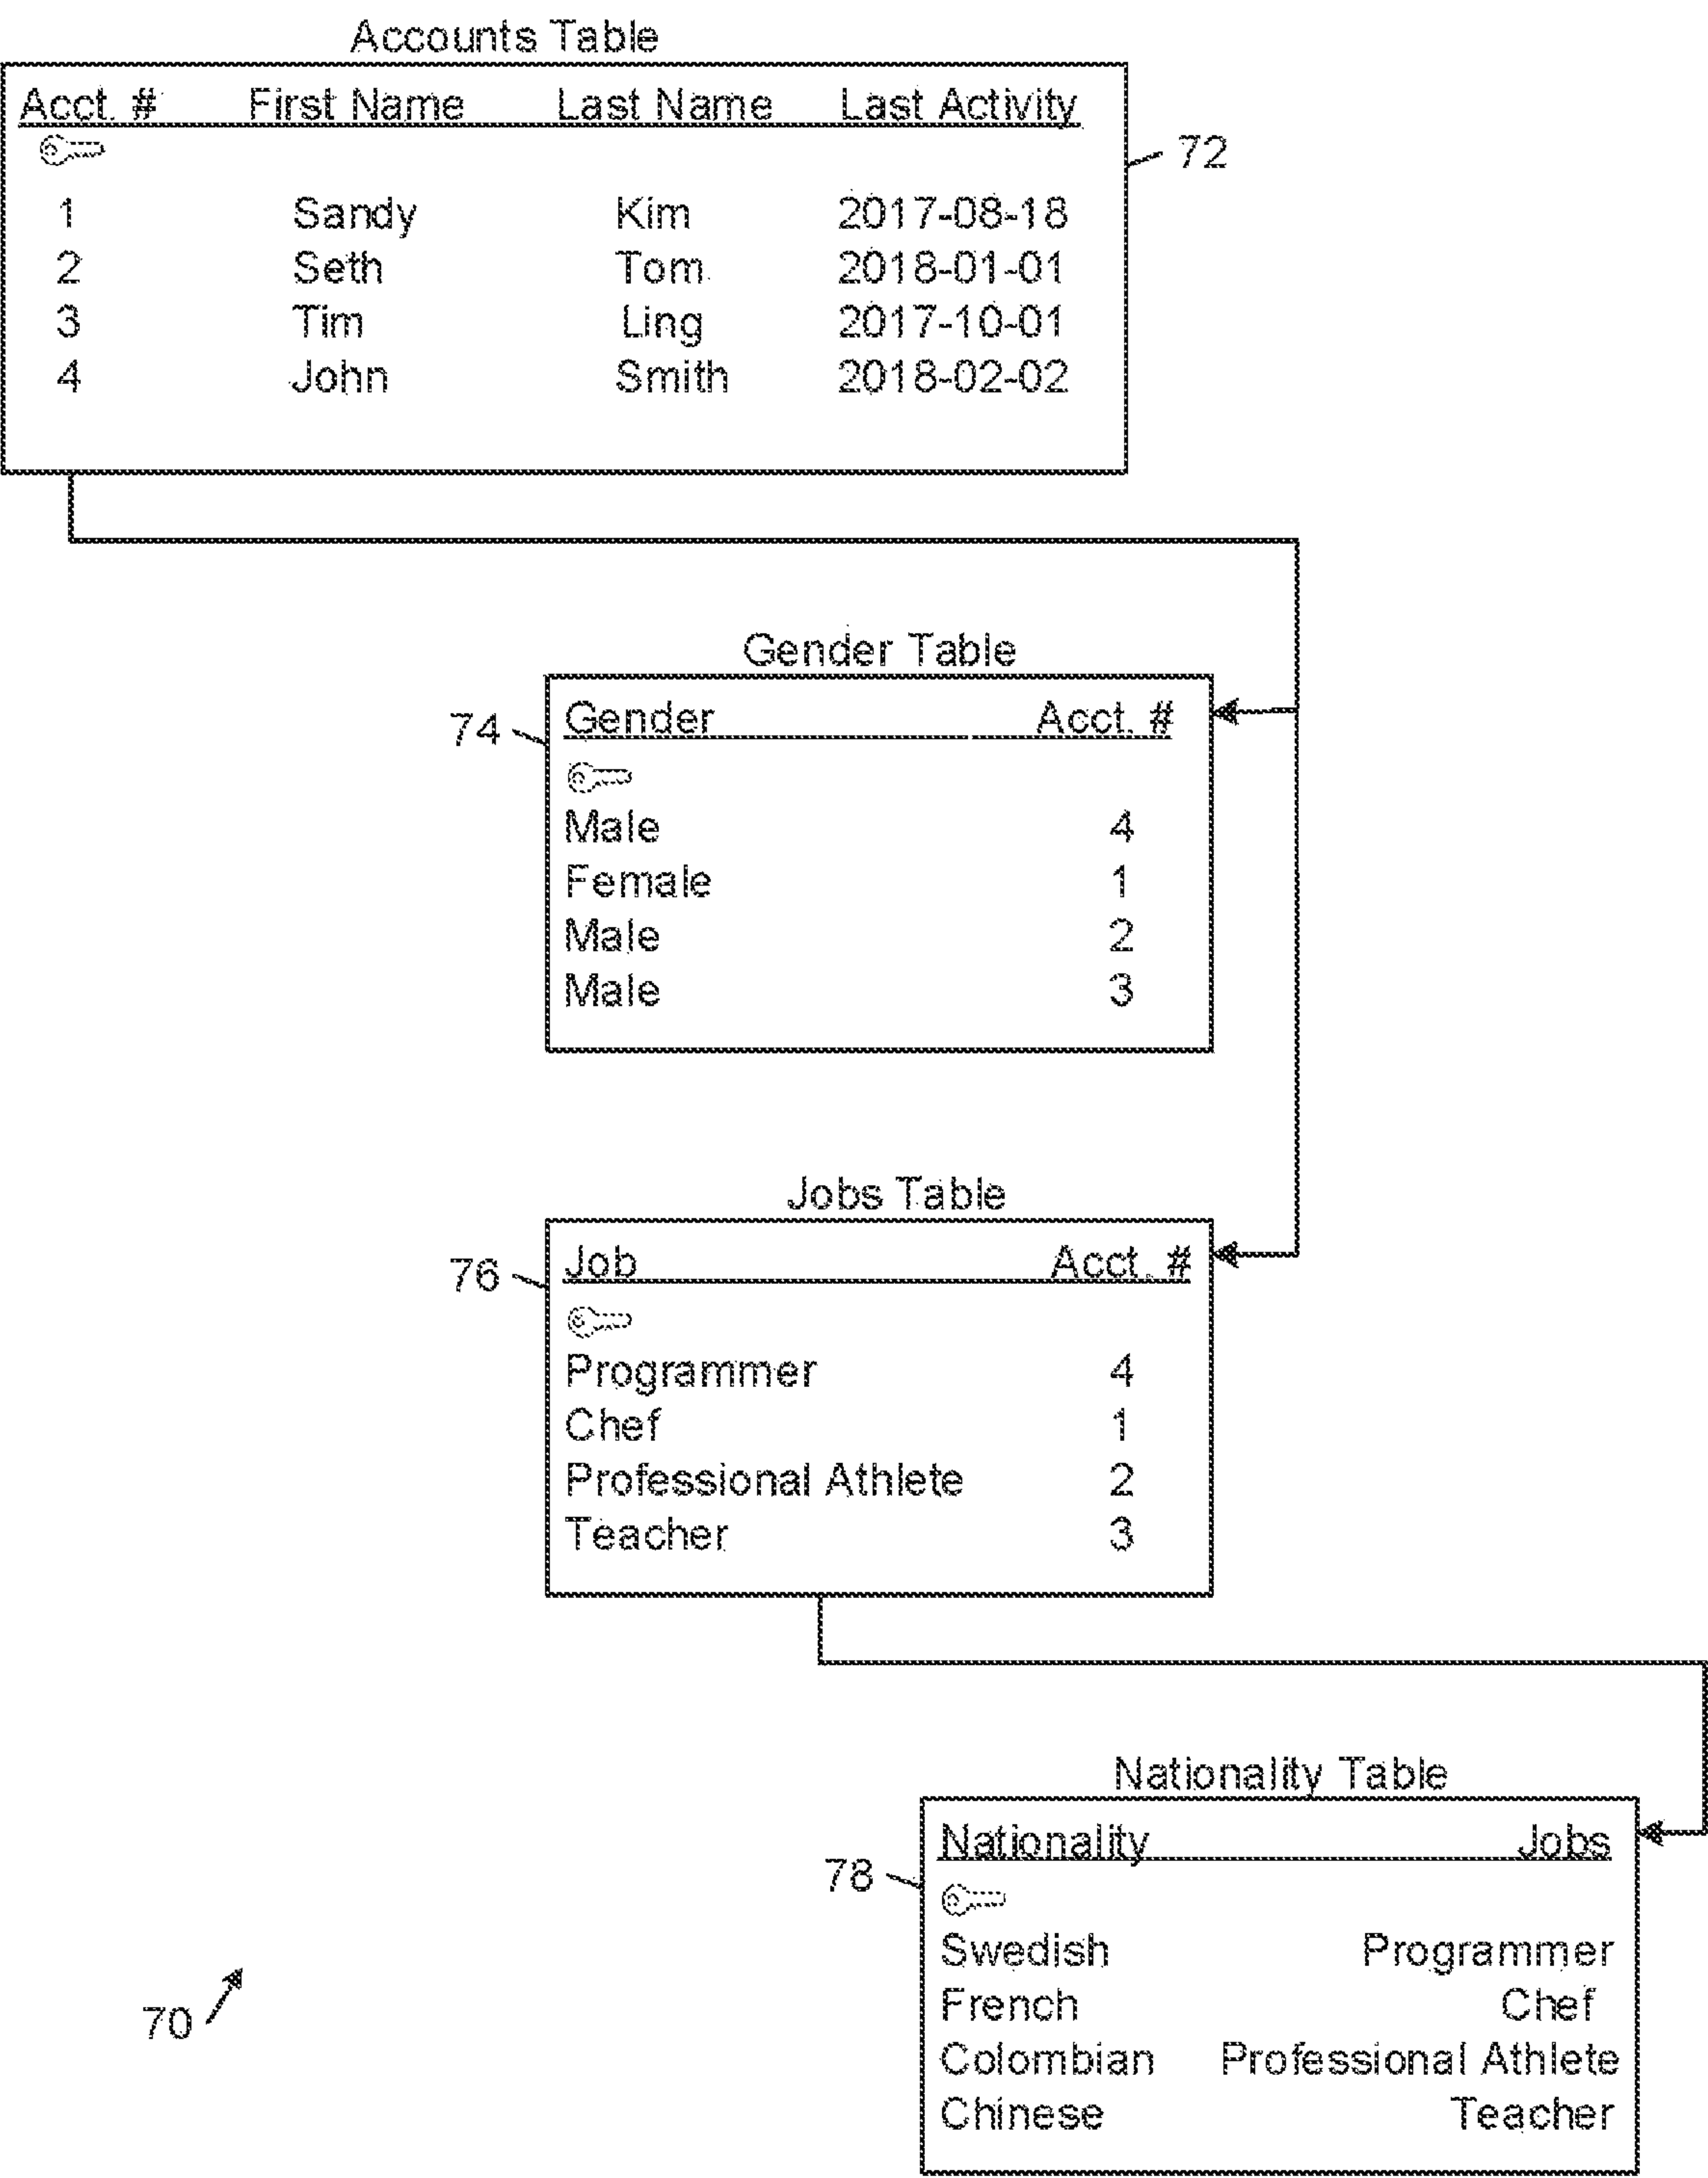 Accounts Table
Acct. # First Name Last Name Last Activity
72
1 Sandy Kim 2017-08-18
2 Seth Tom 2018-01-01
3 Tim Ling 2017-10-01
4 John Smith 2018-02-02
Gender Table
74 Gender Acct. #
Male 4
Female 1
Male 2
Male 3
Jobs Table
76 Job Acct. #
Programmer 4
Chef 1
Professional Athlete 2
Teacher 3
Nationality Table
Nationality Jobs
78
Swedish Programmer
French Chef
Colombian Professional Athlete
Chinese Teacher
70